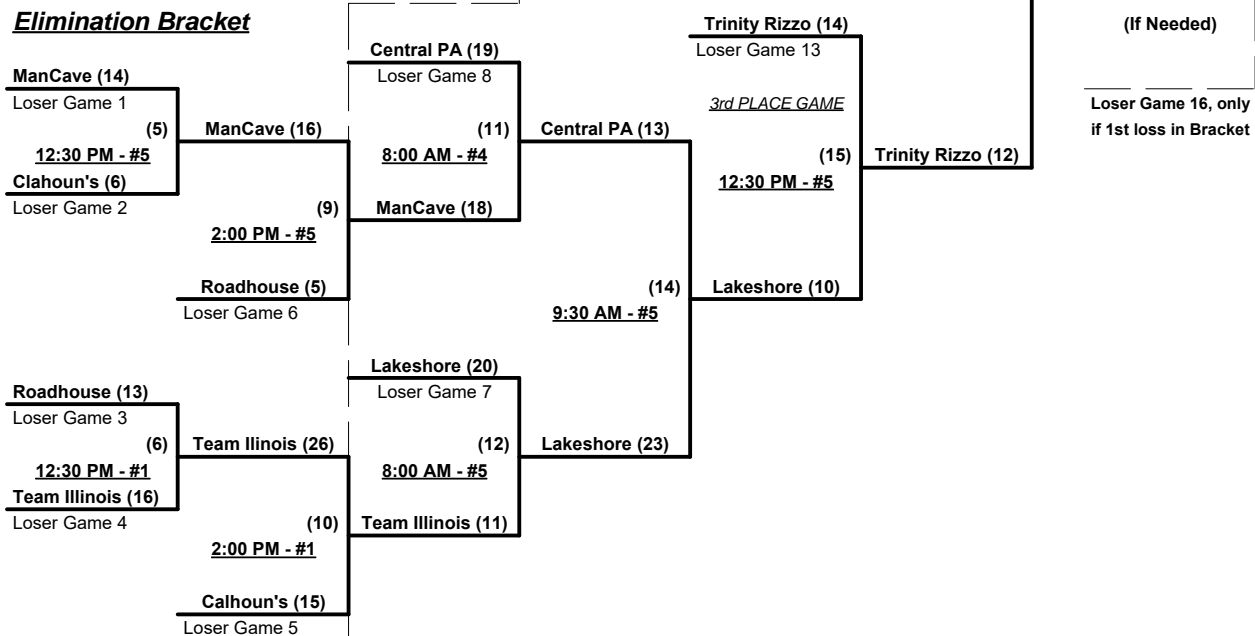 Elimination Bracket
ManCave (14)
Loser Game 1
(5)
12:30 PM - #5
Clahoun's (6)
Loser Game 2
ManCave (16)
(9)
2:00 PM - #5
Roadhouse (5)
Loser Game 6
Roadhouse (13)
Loser Game 3
(6)
12:30 PM - #1
Team Illinois (16)
Loser Game 4
Team Ilinois (26)
(10)
2:00 PM - #1
Calhoun's (15)
Loser Game 5
Central PA (19)
Loser Game 8
(11)
8:00 AM - #4
ManCave (18)
Lakeshore (20)
Loser Game 7
(12)
8:00 AM - #5
Team Illinois (11)
Central PA (13)
(14)
9:30 AM - #5
Lakeshore (23)
Trinity Rizzo (14)
Loser Game 13
3rd PLACE GAME
(15)
12:30 PM - #5
Lakeshore (10)
Trinity Rizzo (12)
(If Needed)
Loser Game 16, only
if 1st loss in Bracket